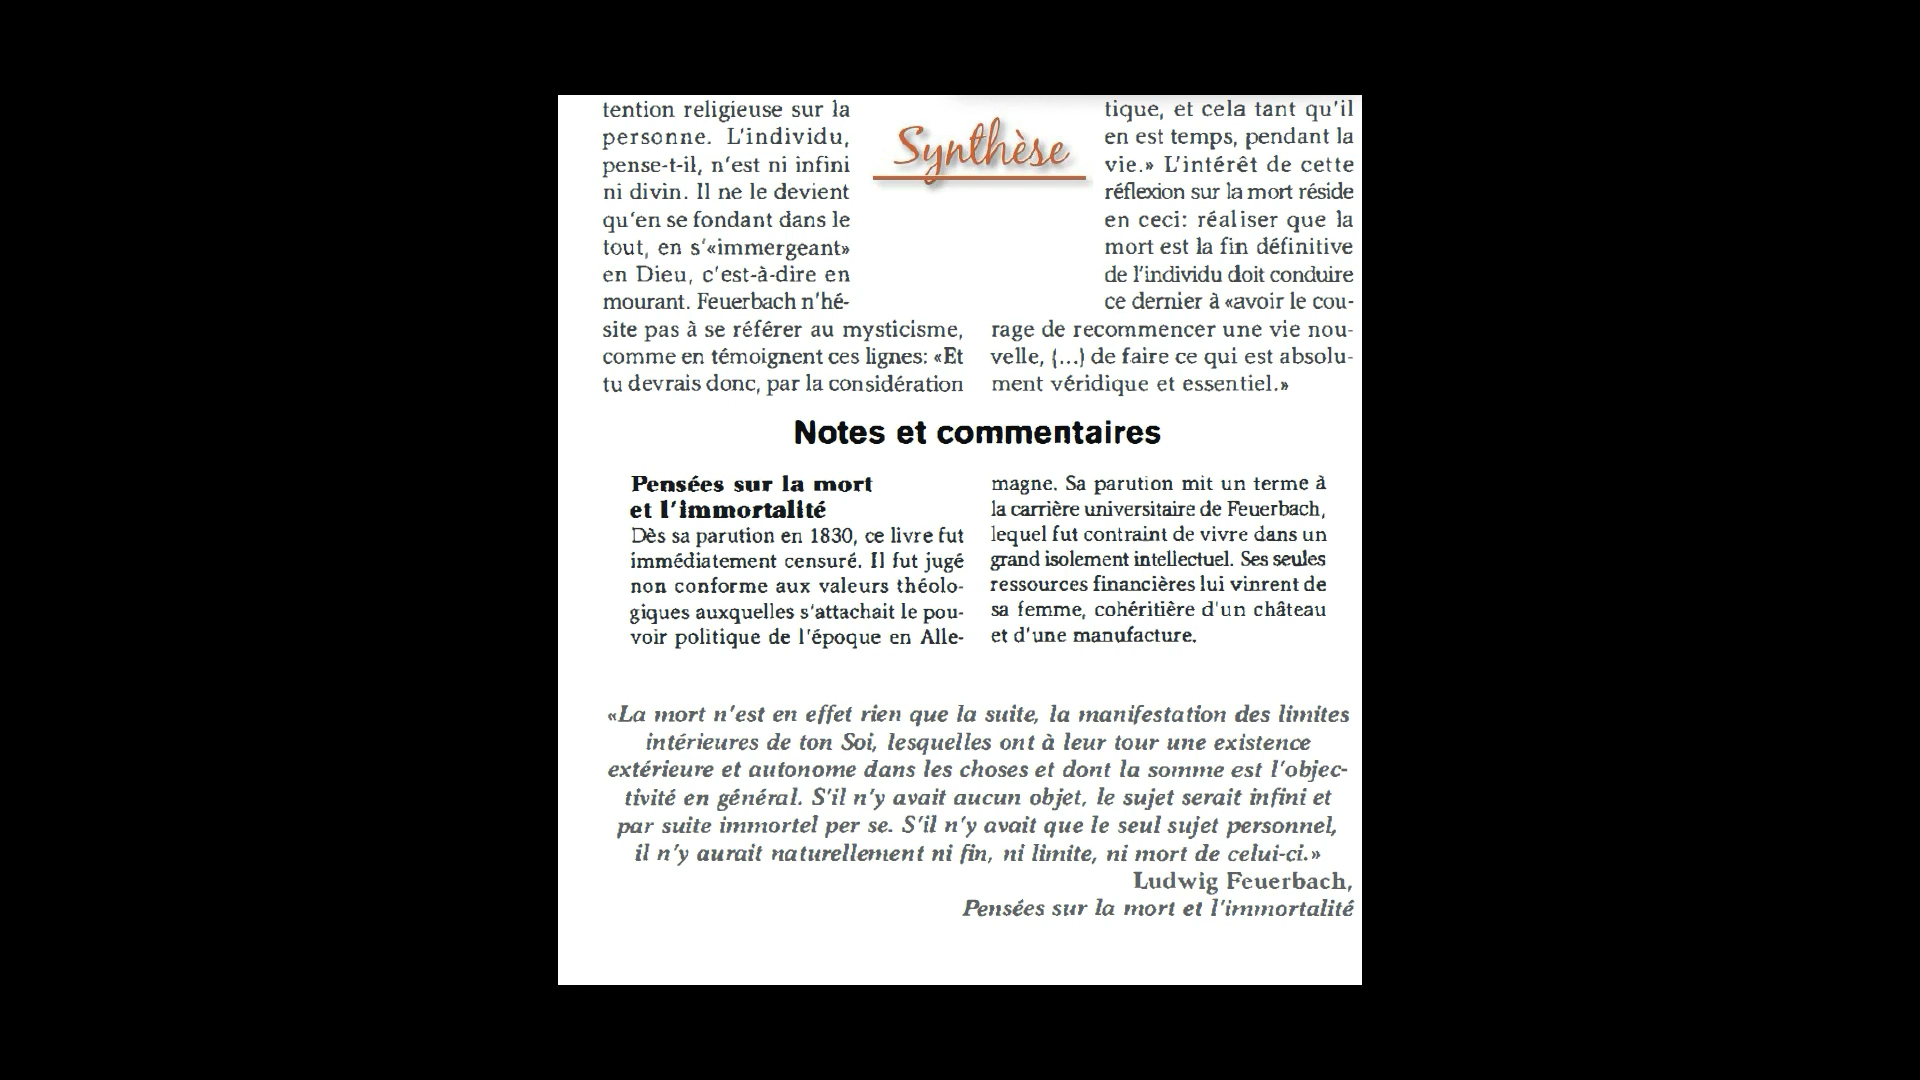 tention religieuse sur la
personne. L'individu,
pense-t-il, n'est ni infini
ni divin. Il ne le devient
qu'en se fondant dans le
tout, en s'«immergeant»
en Dieu, c'est-à-dire en
mourant. Feuerbach n'hé-
site pas à se référer au mysticisme,
comme en témoignent ces lignes: «Et
tu devrais donc, par la considération
Synthèse
tique, et cela tant qu'il
en est temps, pendant la
vie.» L'intérêt de cette
réflexion sur la mort réside
en ceci: réaliser que la
mort est la fin définitive
de l'individu doit conduire
ce dernier à «avoir le cou-
rage de recommencer une vie nou-
velle, (...) de faire ce qui est absolu-
ment véridique et essentiel.»
Notes et commentaires
Pensées sur la mort
et l'immortalité
Dès sa parution en 1830, ce livre fut
immédiatement censuré. Il fut jugé
non conforme aux valeurs théolo-
giques auxquelles s'attachait le pou-
voir politique de l'époque en Alle-
magne. Sa parution mit un terme à
la carrière universitaire de Feuerbach,
lequel fut contraint de vivre dans un
grand isolement intellectuel. Ses seules
ressources financières lui vinrent de
sa femme, cohéritière d'un château
et d'une manufacture.
«La mort n'est en effet rien que la suite, la manifestation des limites
intérieures de ton Soi, lesquelles ont à leur tour une existence
extérieure et autonome dans les choses et dont la somme est l'objec-
tivité en général. S'il n'y avait aucun objet, le sujet serait infini et
par suite immortel per se. S'il n'y avait que le seul sujet personnel,
il n'y aurait naturellement ni fin, ni limite, ni mort de celui-ci.»
Ludwig Feuerbach,
Pensées sur la mort et l'immortalité